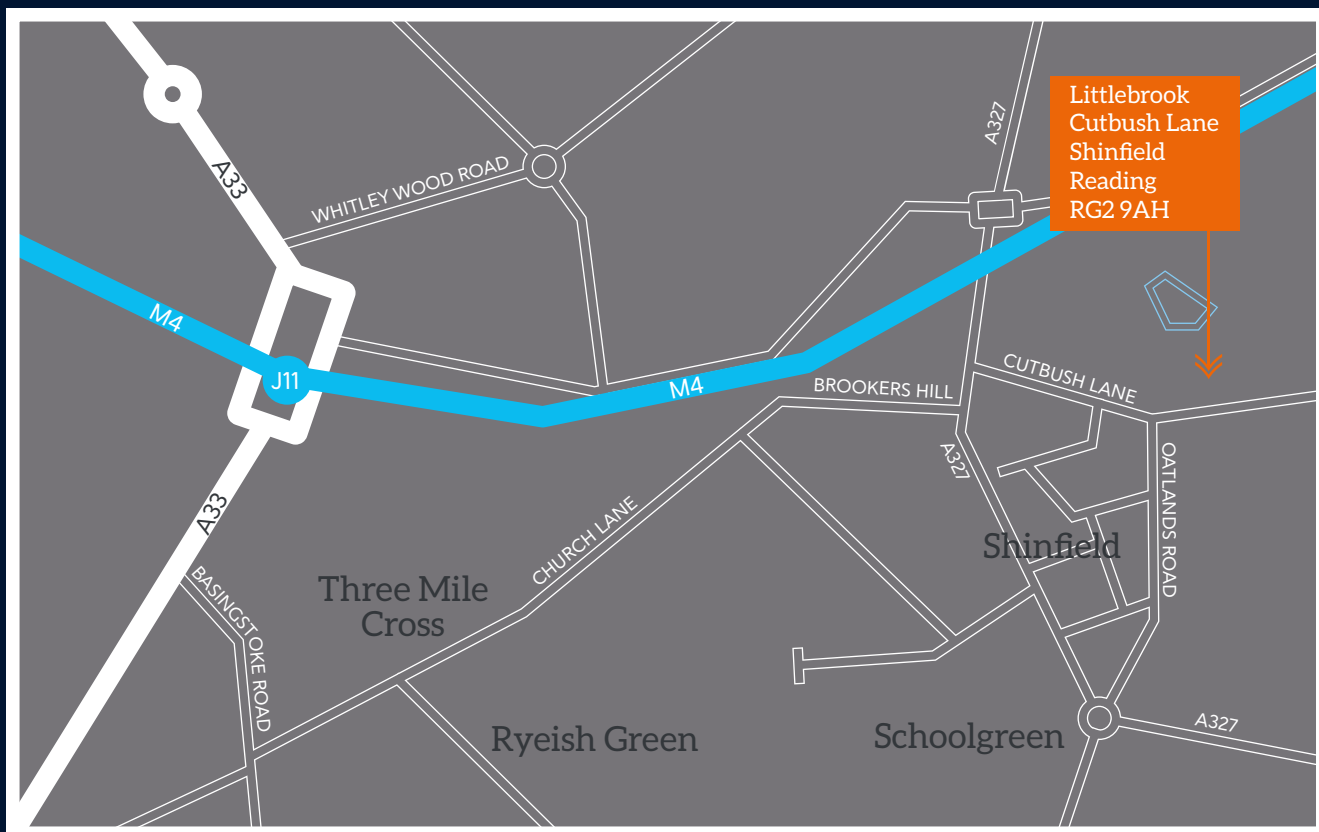 Littlebrook
Cutbush Lane
Shinfield
Reading
RG2 9AH
A327
A33
WHITLEY WOOD ROAD
M4
J11
M4
BROOKERS HILL
CUTBUSH LANE
A327
OATLANDS ROAD
A33
CHURCH LANE
Shinfield
BASINGSTOKE ROAD
Three Mile
Cross
Ryeish Green
Schoolgreen
A327